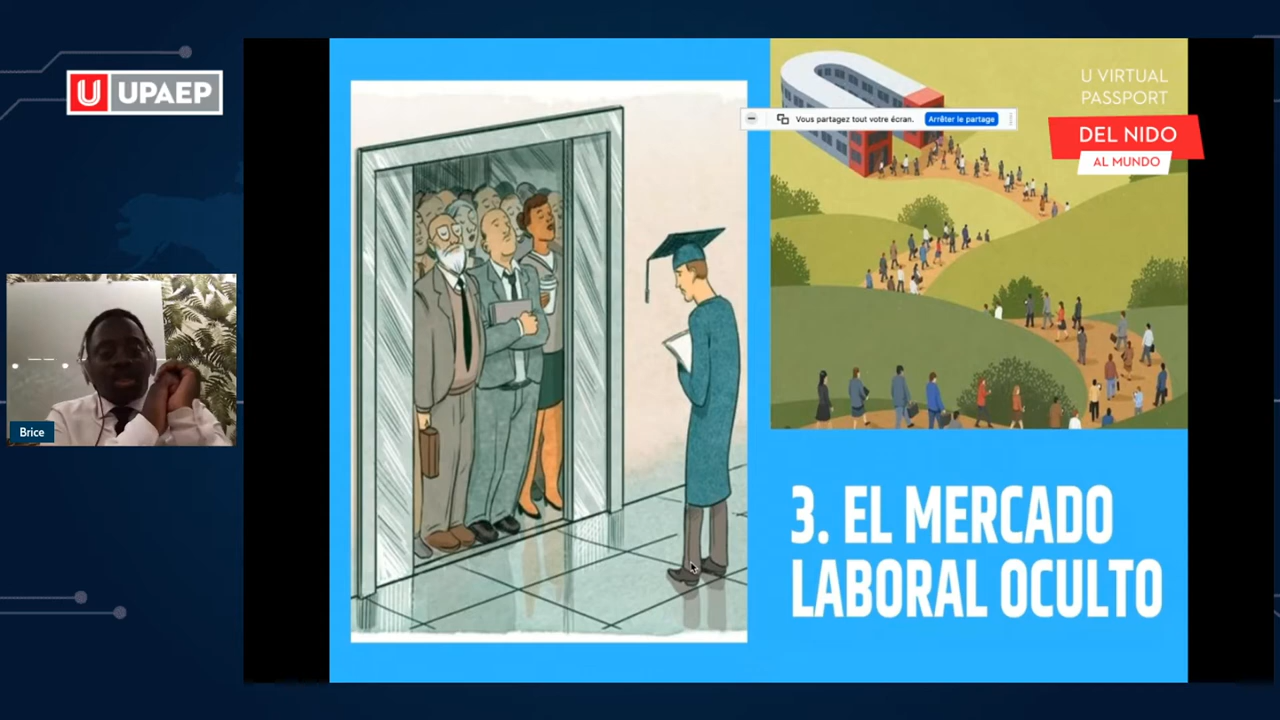 U UPAEP
U VIRTUAL
PASSPORT
DEL NIDO
AL MUNDO
Vous partagez tout votre écran. Arrêter le partage
Brice
3. EL MERCADO
LABORAL OCULTO